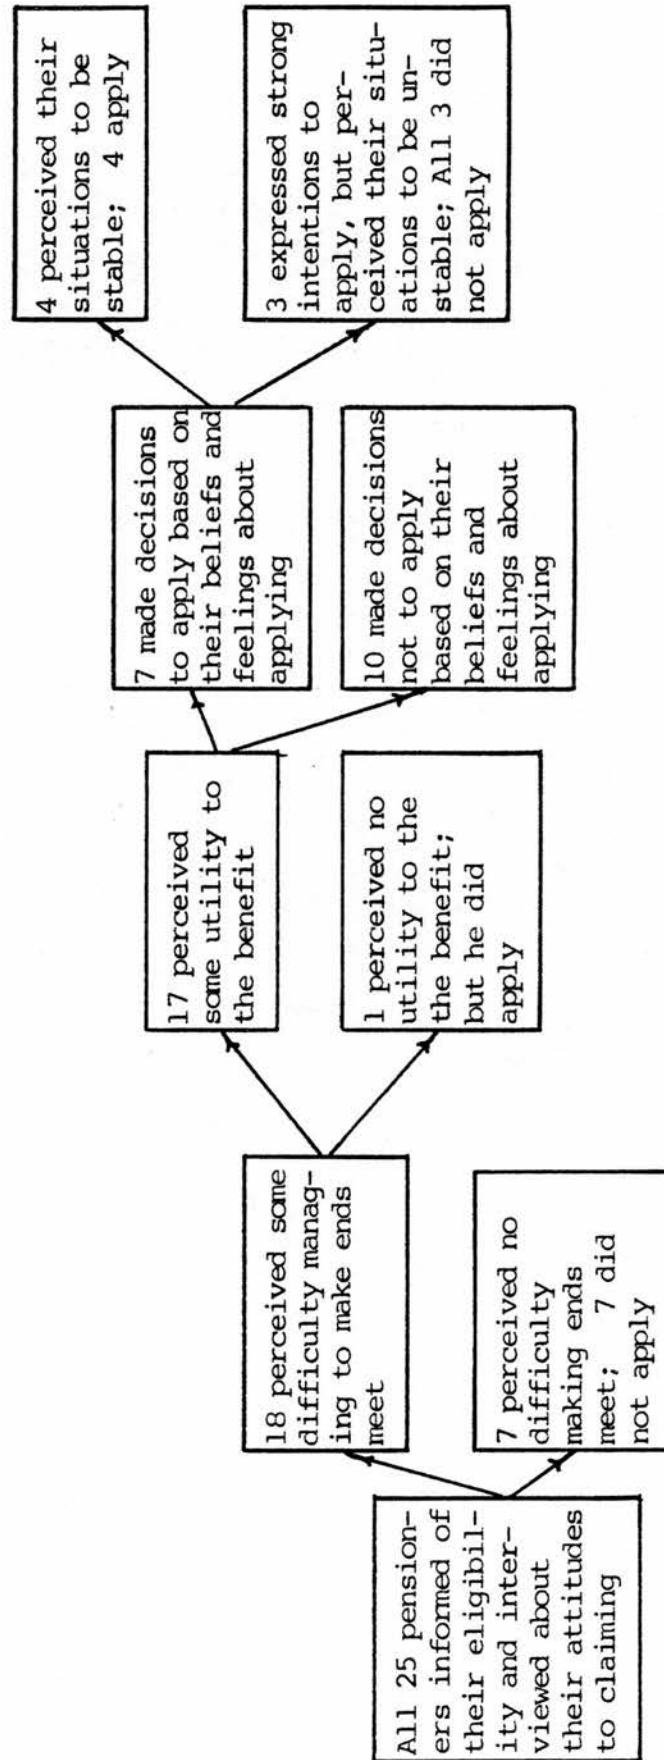 All 25 pension-
ers informed of
their eligibil-
ity and inter-
viewed about
their attitudes
to claiming
18 perceived some
difficulty manag-
ing to make ends
meet
7 perceived no
difficulty
making ends
meet; 7 did
not apply
17 perceived
some utility to
the benefit
1 perceived no
utility to the
the benefit;
but he did
apply
7 made decisions
to apply based on
their beliefs and
feelings about
applying
10 made decisions
not to apply
based on their
beliefs and
feelings about
applying
4 perceived their
situations to be
stable; 4 apply
3 expressed strong
intentions to
apply, but per-
ceived their situ-
ations to be un-
stable; All 3 did
not apply